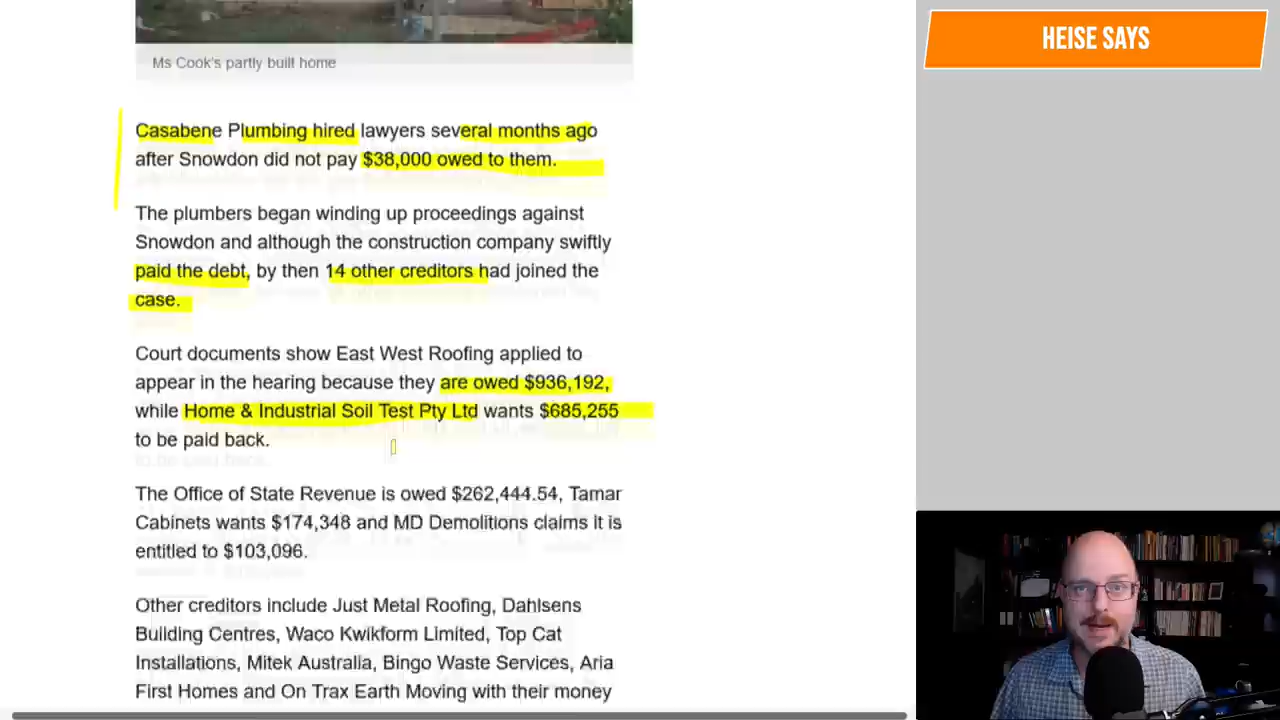 HEISE SAYS
Ms Cook's partly built home
Casabene Plumbing hired lawyers several months ago
after Snowdon did not pay $38,000 owed to them.
The plumbers began winding up proceedings against
Snowdon and although the construction company swiftly
paid the debt, by then 14 other creditors had joined the
case.
Court documents show East West Roofing applied to
appear in the hearing because they are owed $936,192,
while Home & Industrial Soil Test Pty Ltd wants $685,255
to be paid back.
The Office of State Revenue is owed $262,444.54, Tamar
Cabinets wants $174,348 and MD Demolitions claims it is
entitled to $103,096.
Other creditors include Just Metal Roofing, Dahlsens
Building Centres, Waco Kwikform Limited, Top Cat
Installations, Mitek Australia, Bingo Waste Services, Aria
First Homes and On Trax Earth Moving with their money